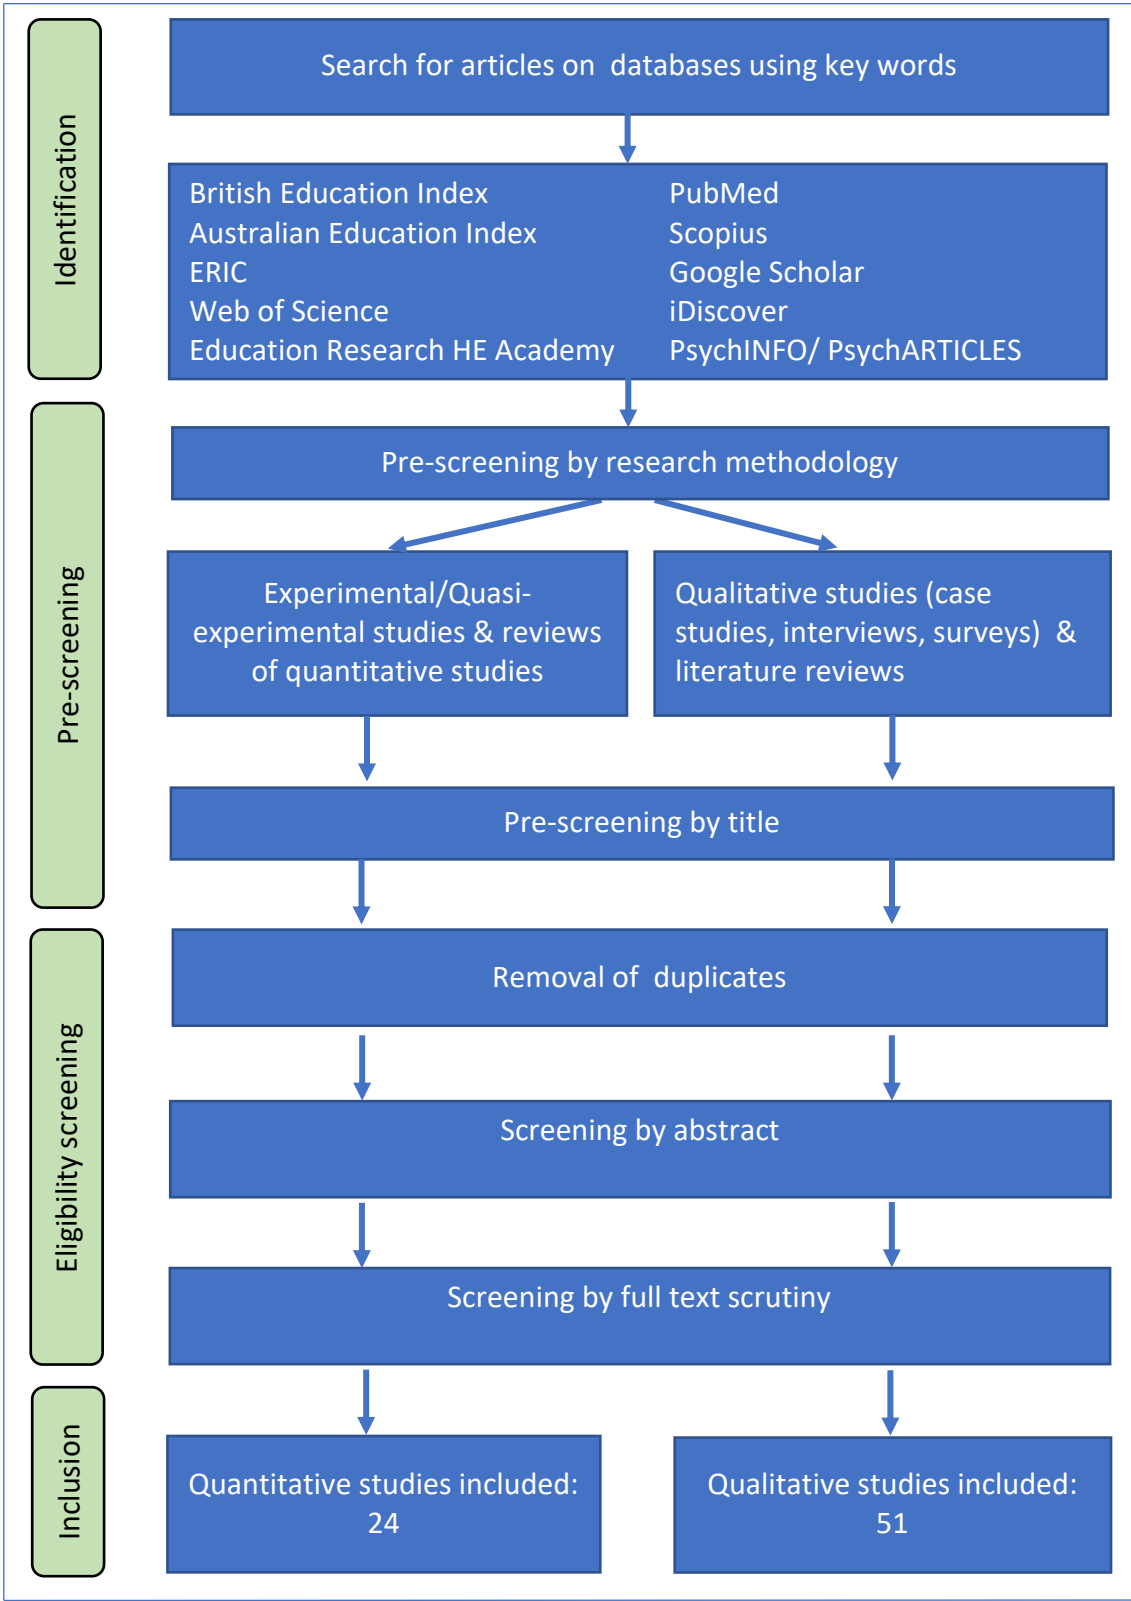 Identification
Search for articles on databases using key words
British Education Index
Australian Education Index
ERIC
Web of Science
Education Research HE Academy
PubMed
Scopius
Google Scholar
iDiscover
PsychINFO/ PsychARTICLES
Pre-screening
Pre-screening by research methodology
Experimental/Quasi-
experimental studies & reviews
of quantitative studies
Qualitative studies (case
studies, interviews, surveys) &
literature reviews
Pre-screening by title
Eligibility screening
Removal of duplicates
Screening by abstract
Screening by full text scrutiny
Inclusion
Quantitative studies included:
24
Qualitative studies included:
51